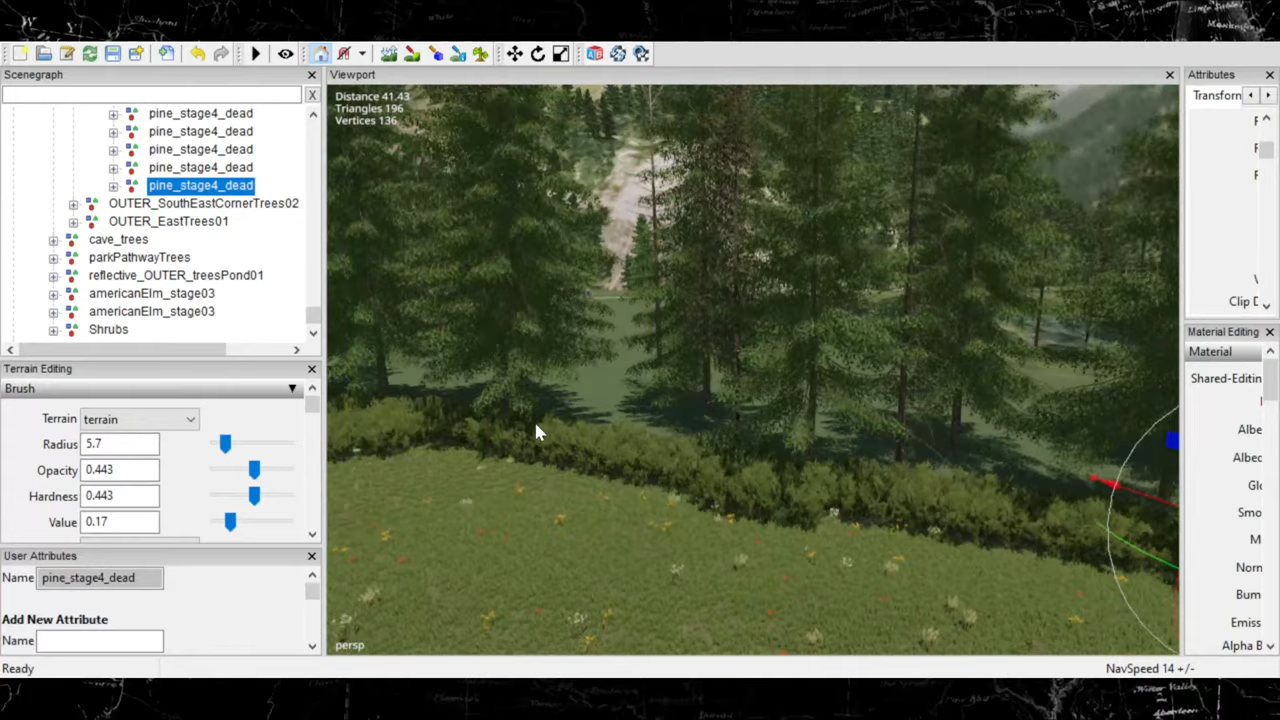 Scenegraph
X
pine_stage4_dead
pine_stage4_dead
pine_stage4_dead
pine_stage4_dead
pine_stage4_dead
OUTER_SouthEastCornerTrees02
OUTER_EastTrees01
cave_trees
parkPathwayTrees
reflective_OUTER_treesPond01
americanElm_stage03
americanElm_stage03
Shrubs
Terrain Editing
Brush
Terrain terrain
Radius 5.7
Opacity 0.443
Hardness 0.443
Value 0.17
User Attributes
Name pine_stage4_dead
Add New Attribute
Name
Ready
Viewport
Distance 41.43
Triangles 196
Vertices 136
persp
Attributes
Transforn
Clip D
Material Editing
Material
Shared-Editin
Albe
Albec
Glo
Smo
M
Norn
Bum
Emiss
Alpha B
NavSpeed 14 +/-
Aberdeen